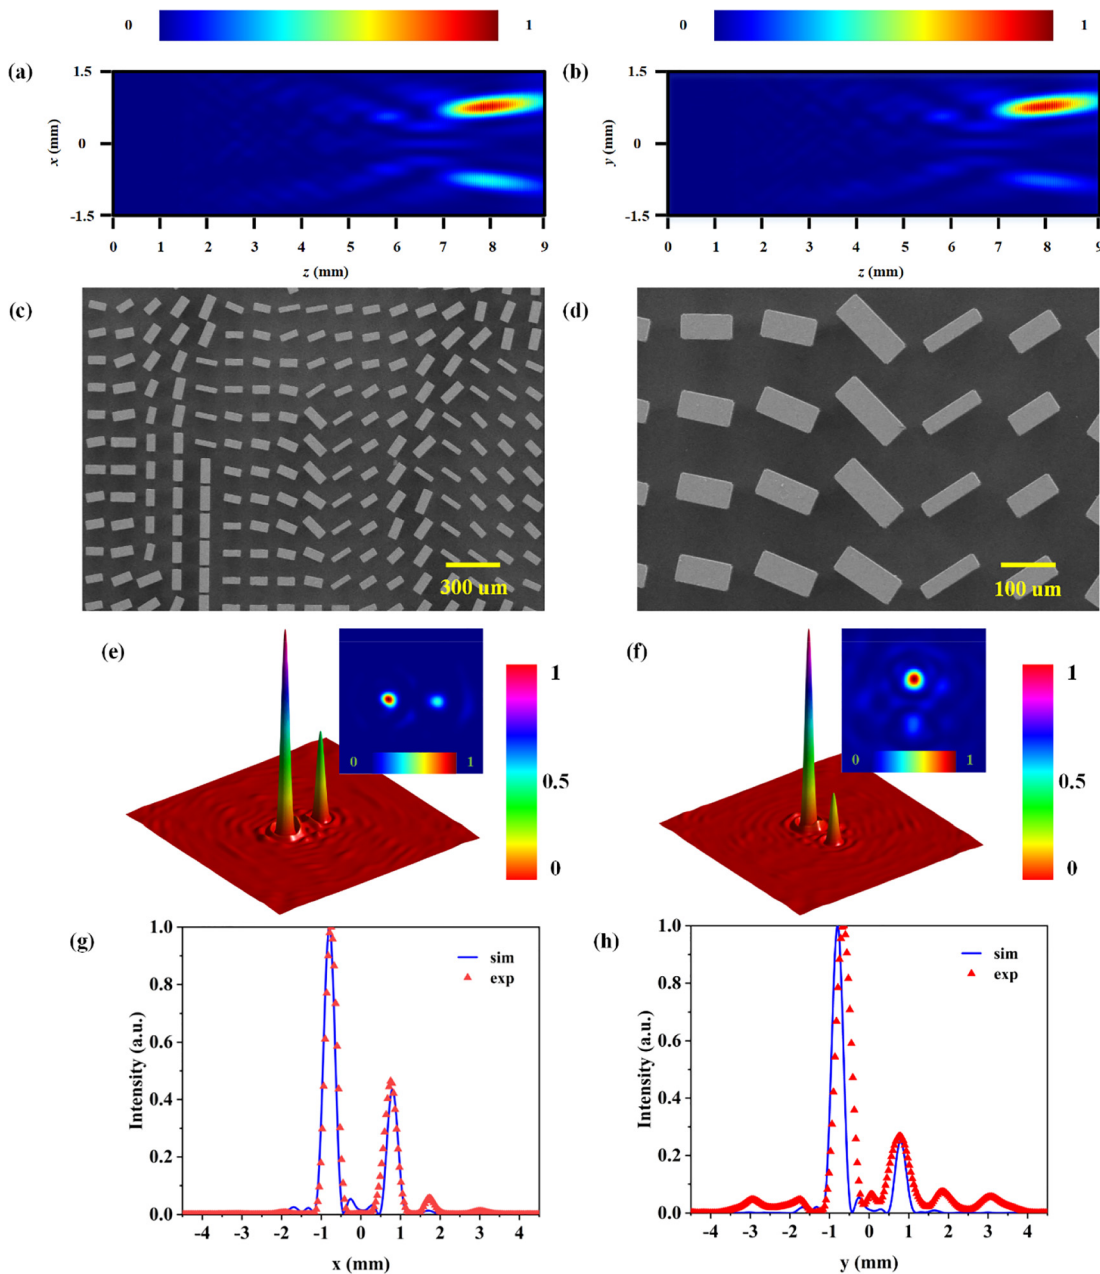 0 1 0 1
(a) (b)
1.5 1.5
x (mm) y (mm)
0 0
-1.5 -1.5
0 1 2 3 4 5 6 7 8 9 0 1 2 3 4 5 6 7 8 9
z (mm) z (mm)
(c) (d)
300 um 100 um
(e) (f)
1 1
0.5 0.5
0 1 0 1
0 0
(g) (h)
1.0 1.0
sim sim
exp exp
0.8 0.8
0.6 0.6
Intensity (a.u.) Intensity (a.u.)
0.4 0.4
0.2 0.2
0.0 0.0
-4 -3 -2 -1 0 1 2 3 4 -4 -3 -2 -1 0 1 2 3 4
x (mm) y (mm)